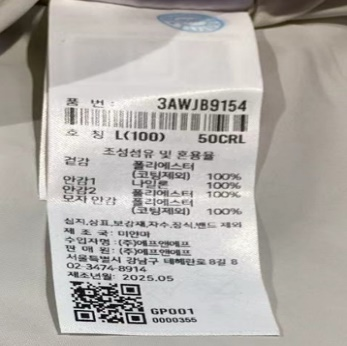 품 번: 3AWJB9154
호 칭 L(100) 50CRL
조성섬유 및 혼용율
겉감 폴리에스터 100%
(코팅제외)
안감1 나일론 100%
안감2 폴리에스터 100%
(코팅제외)
모자 안감 폴리에스터 100%
심지,상표,보강재,자수,장식,밴드 제외
제 조 국: 미얀마
수입자명: (주)에프앤에프
판 매 원: (주)에프앤에프
서울특별시 강남구 테헤란로 8길 8
02-3474-8914
제조년월: 2025.05
GP001
0000355